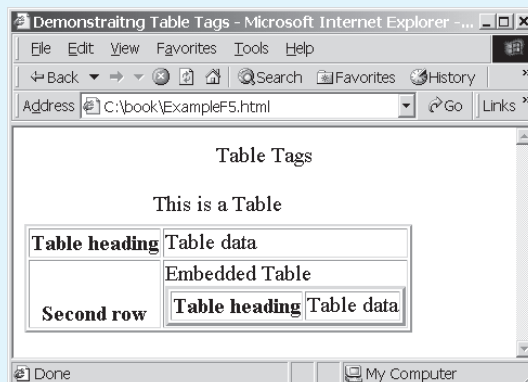 Demonstraitng Table Tags - Microsoft Internet Explorer -...
File Edit View Favorites Tools Help
Back Search Favorites History »
Address C:\book\ExampleF5.html Go Links »
Table Tags
This is a Table
Table heading Table data
Embedded Table
Table heading Table data
Second row
Done My Computer